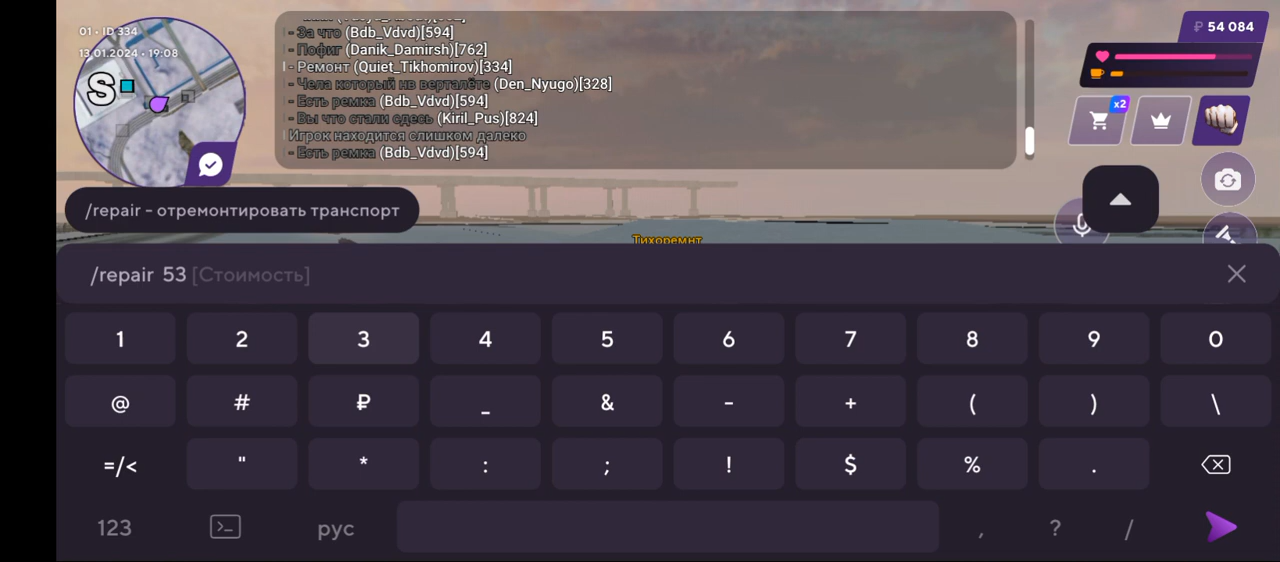 01 • ID 334
13.01.2024 • 19:08
S
- За что (Bdb_Vdvd)[594]
- Пофиг (Danik_Damirsh)[762]
- Ремонт (Quiet_Tikhomirov)[334]
- Чела который нв верталёте (Den_Nyugo)[328]
- Есть ремка (Bdb_Vdvd)[594]
- Вы что стали сдесь (Kiril_Pus)[824]
Игрок находится слишком далеко
- Есть ремка (Bdb_Vdvd)[594]
₽ 54 084
x2
/repair - отремонтировать транспорт
Тихоремнт
/repair 53 [Стоимость]
1 2 3 4 5 6 7 8 9 0
@ # ₽ _ & - + ( ) \
=/< " * : ; ! $ % .
123 >_ рус , ? /